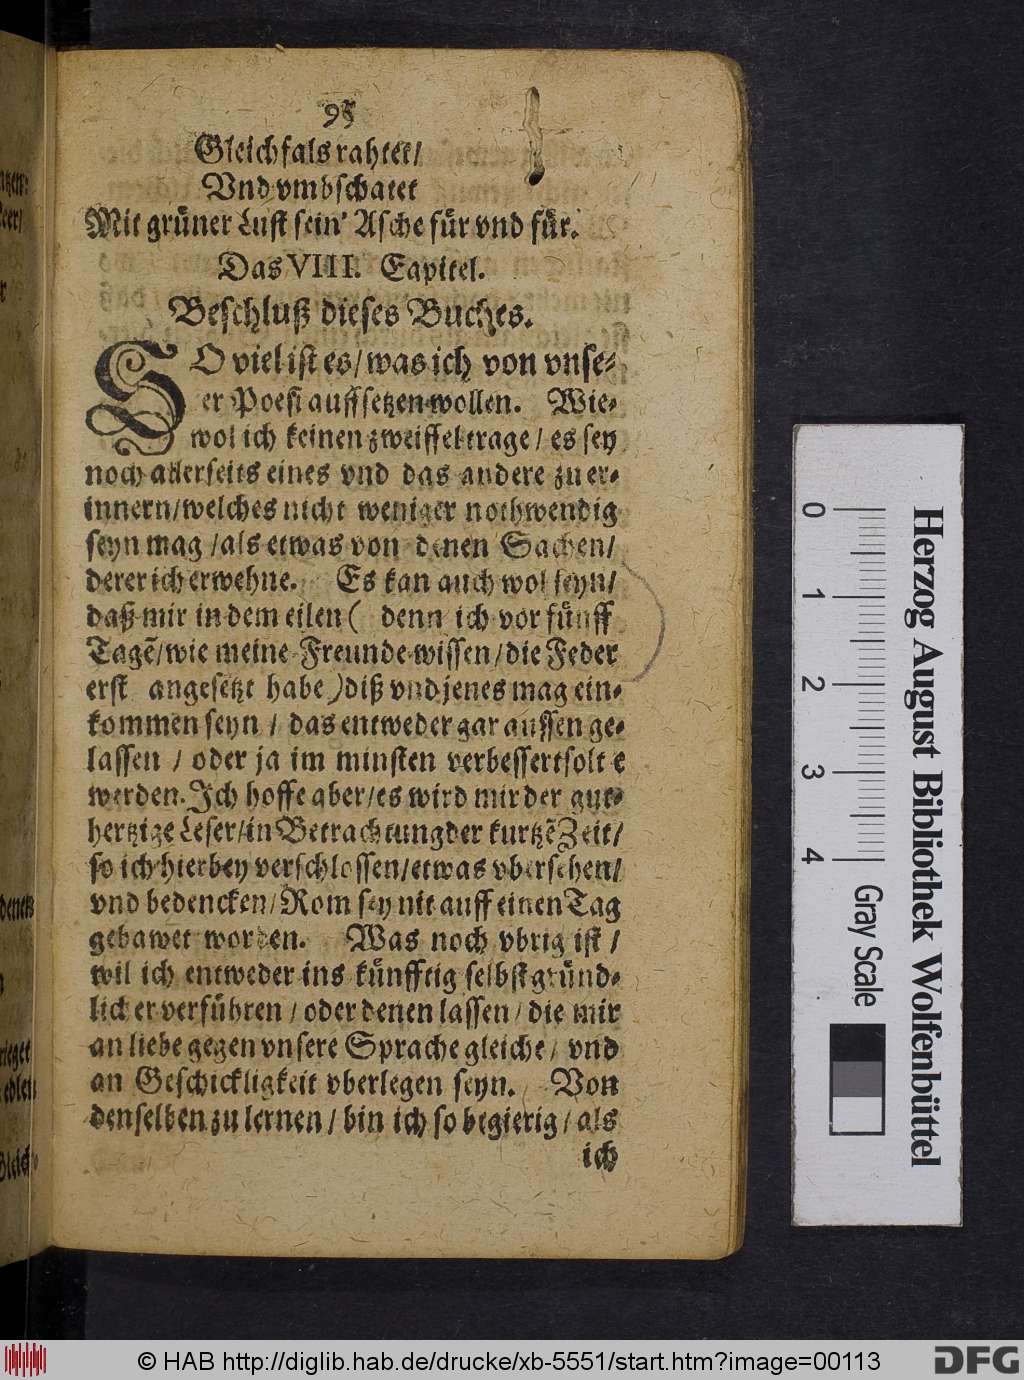 95
Gleichfals rahtet/
Vnd vmbschatet
Mit grüner Lust sein' Asche für vnd für.
Das VIII. Capitel.
Beschluß dieses Buches.
SO viel ist es/ was ich von vnse-
er Poesi auffsetzen wollen. Wie-
wol ich keinen zweiffel trage/ es sey
noch allerseits eines vnd das andere zu er-
innern/welches nicht weniger nothwendig
seyn mag /als etwas von denen Sachen/
derer ich erwehne. Es kan auch wol seyn/
daß mir in dem eilen ( denn ich vor fünff
Tagẽ/wie meine Freunde wissen/die Feder
erst angesetzt habe )diß vnd jenes mag ein-
kommen seyn / das entweder gar aussen ge-
lassen / oder ja im minsten verbessert solt e
werden. Ich hoffe aber/es wird mir der gut-
hertzige Leser/in Betrachtung der kurtzẽ Zeit/
so ich hierbey verschlossen/etwas vbersehen/
vnd bedencken/Rom sey nit auff einen Tag
gebawet worden. Was noch vbrig ist /
wil ich entweder ins künfftig selbst gründ-
licher verführen / oder denen lassen/ die mir
an liebe gegen vnsere Sprache gleiche/ vnd
an Geschickligkeit vberlegen seyn. Von
denselben zu lernen / bin ich so begierig/ als
ich
Herzog August Bibliothek Wolfenbüttel
0 1 2 3 4
Gray Scale
© HAB http://diglib.hab.de/drucke/xb-5551/start.htm?image=00113
DFG